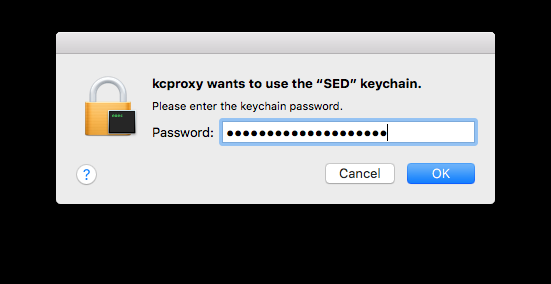 kcproxy wants to use the “SED” keychain.
Please enter the keychain password.
Password: ●●●●●●●●●●●●●●●●●●●●
? Cancel OK